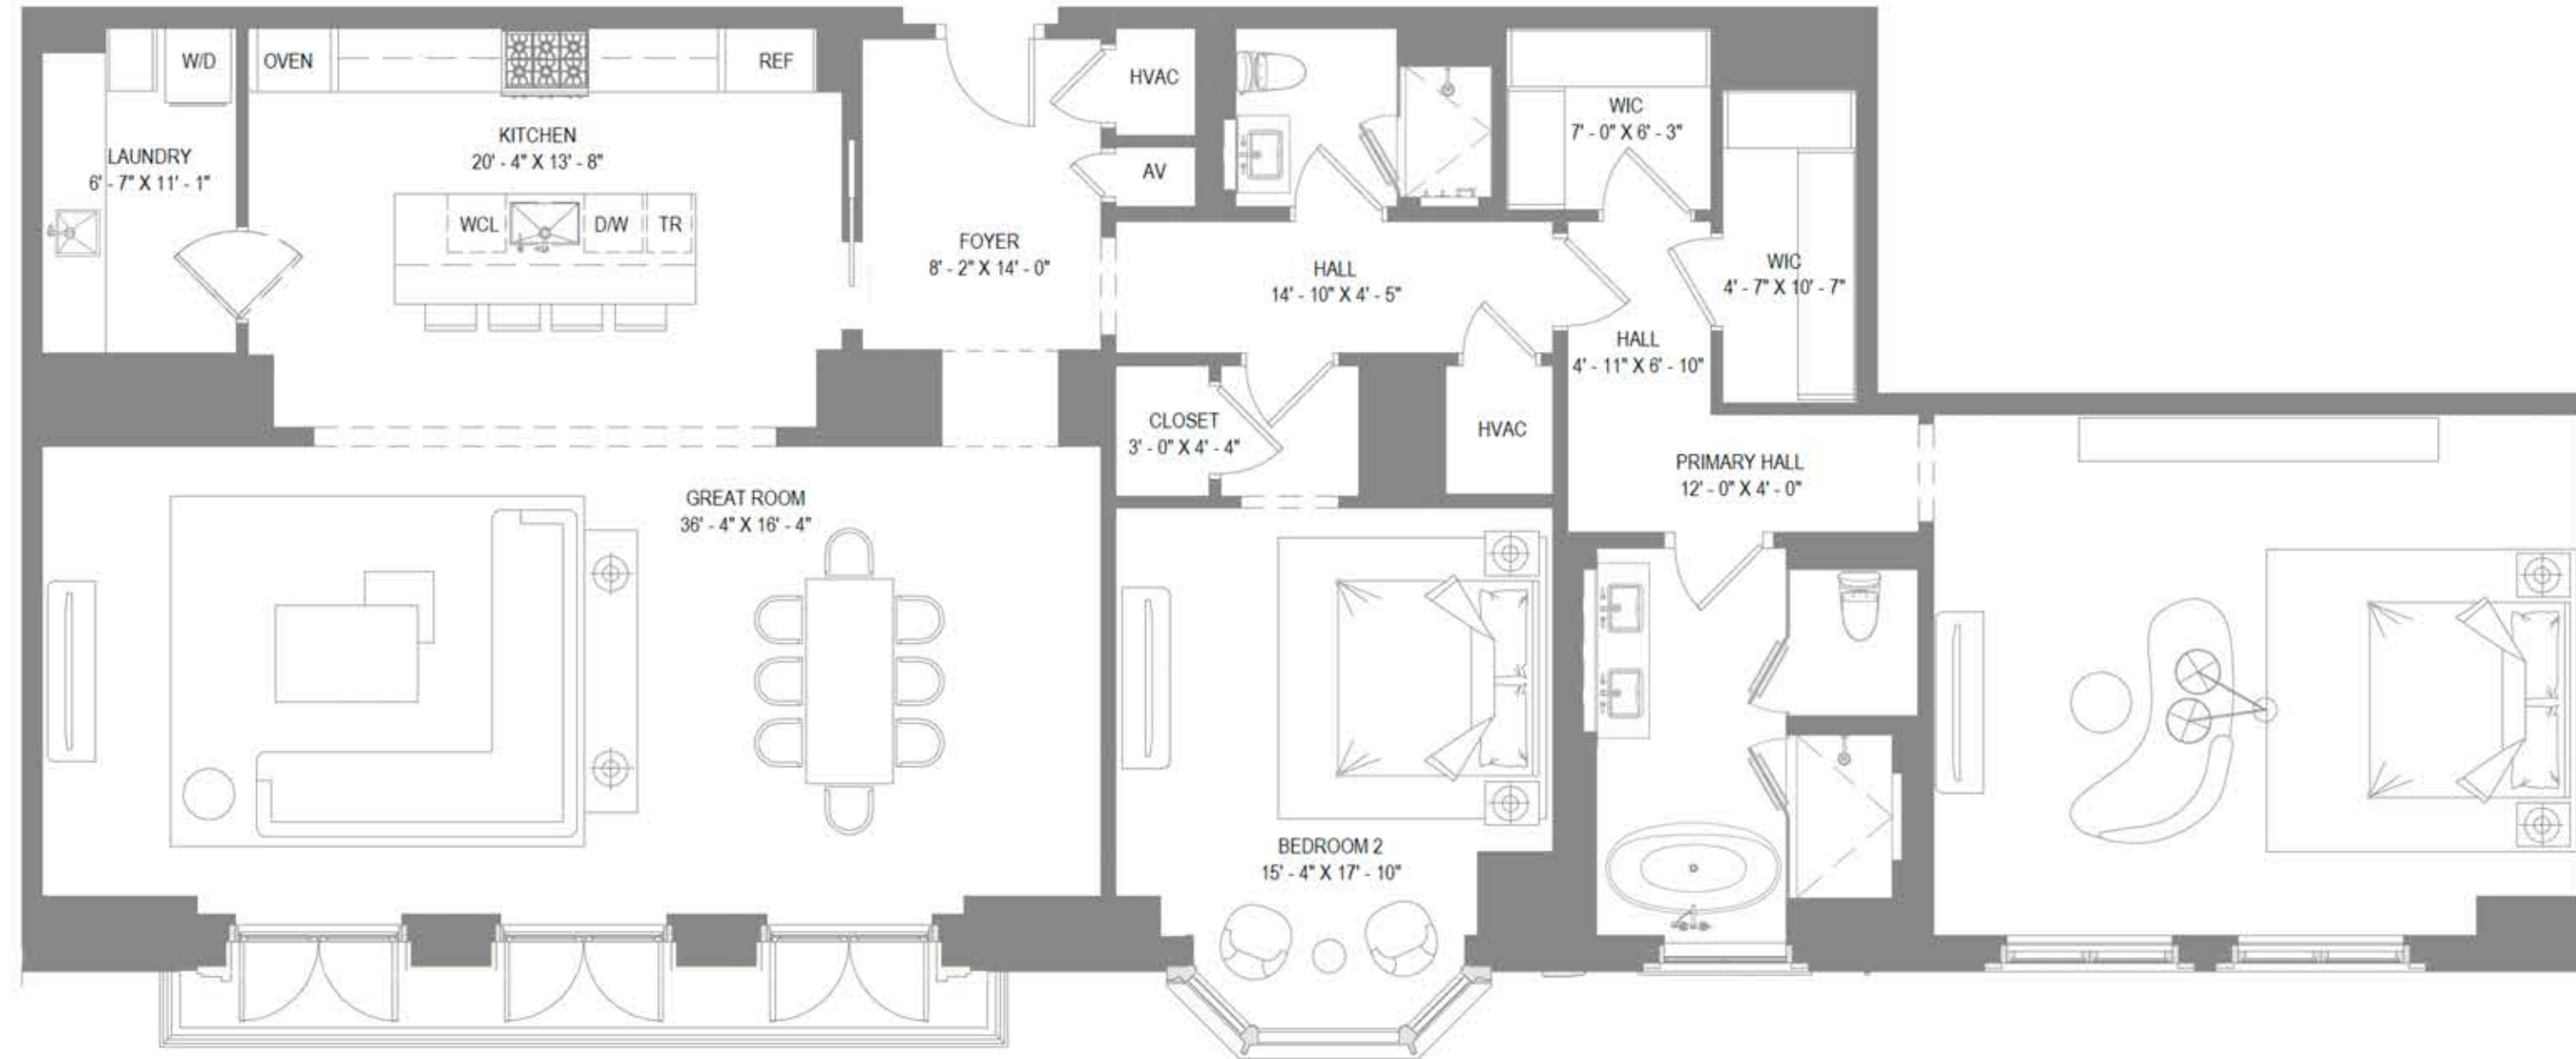 W/D
OVEN
REF
HVAC
KITCHEN
20' - 4" X 13' - 8"
LAUNDRY
6' - 7" X 11' - 1"
WCL
D/W
TR
FOYER
8' - 2" X 14' - 0"
AV
WIC
7' - 0" X 6' - 3"
HALL
14' - 10" X 4' - 5"
WIC
4' - 7" X 10' - 7"
HALL
4' - 11" X 6' - 10"
CLOSET
3' - 0" X 4' - 4"
HVAC
PRIMARY HALL
12' - 0" X 4' - 0"
GREAT ROOM
36' - 4" X 16' - 4"
BEDROOM 2
15' - 4" X 17' - 10"